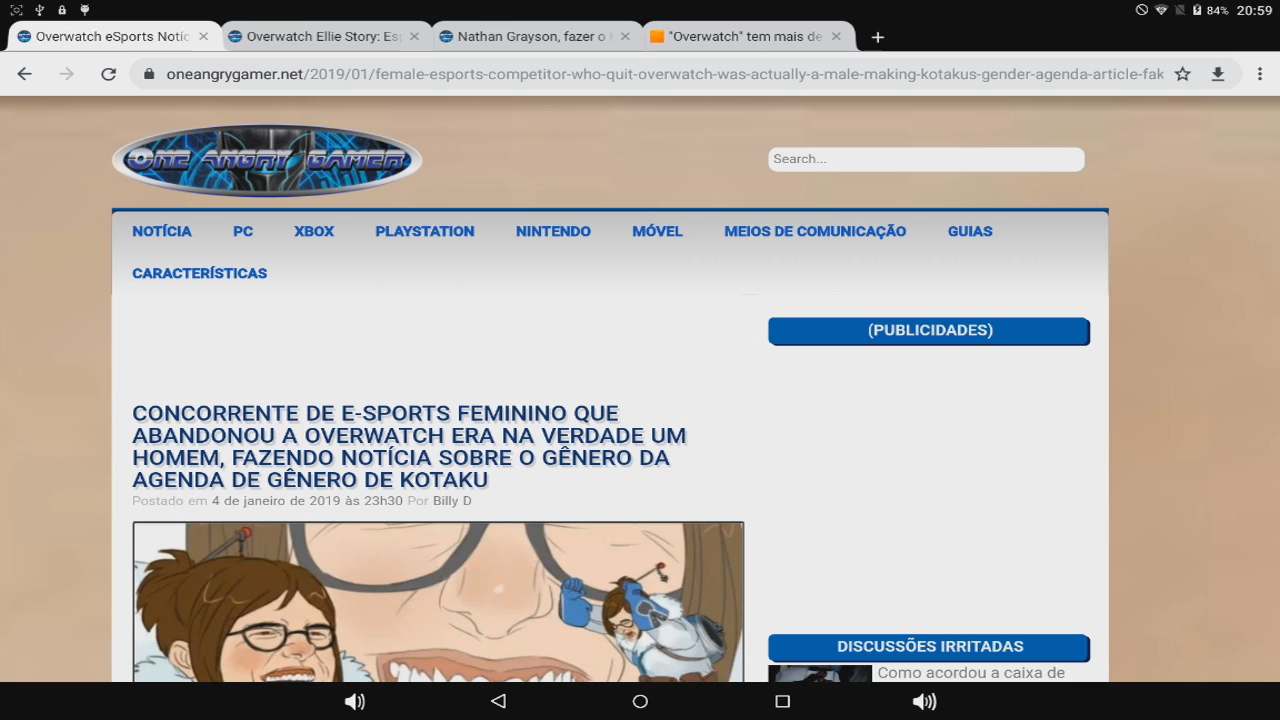 84% 20:59
Overwatch eSports Notíc
Overwatch Ellie Story: Es
Nathan Grayson, fazer o
"Overwatch" tem mais de
oneangrygamer.net/2019/01/female-esports-competitor-who-quit-overwatch-was-actually-a-male-making-kotakus-gender-agenda-article-fak
ONE ANGRY GAMER
Search...
NOTÍCIA PC XBOX PLAYSTATION NINTENDO MÓVEL MEIOS DE COMUNICAÇÃO GUIAS
CARACTERÍSTICAS
(PUBLICIDADES)
CONCORRENTE DE E-SPORTS FEMININO QUE
ABANDONOU A OVERWATCH ERA NA VERDADE UM
HOMEM, FAZENDO NOTÍCIA SOBRE O GÊNERO DA
AGENDA DE GÊNERO DE KOTAKU
Postado em 4 de janeiro de 2019 às 23h30 Por Billy D
DISCUSSÕES IRRITADAS
Como acordou a caixa de